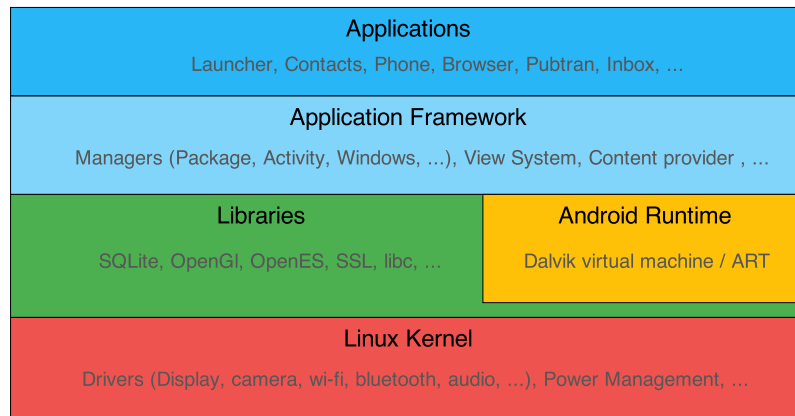 Applications
Launcher, Contacts, Phone, Browser, Pubtran, Inbox, ...
Application Framework
Managers (Package, Activity, Windows, ...), View System, Content provider , ...
Libraries
SQLite, OpenGl, OpenES, SSL, libc, ...
Android Runtime
Dalvik virtual machine / ART
Linux Kernel
Drivers (Display, camera, wi-fi, bluetooth, audio, ...), Power Management, ...